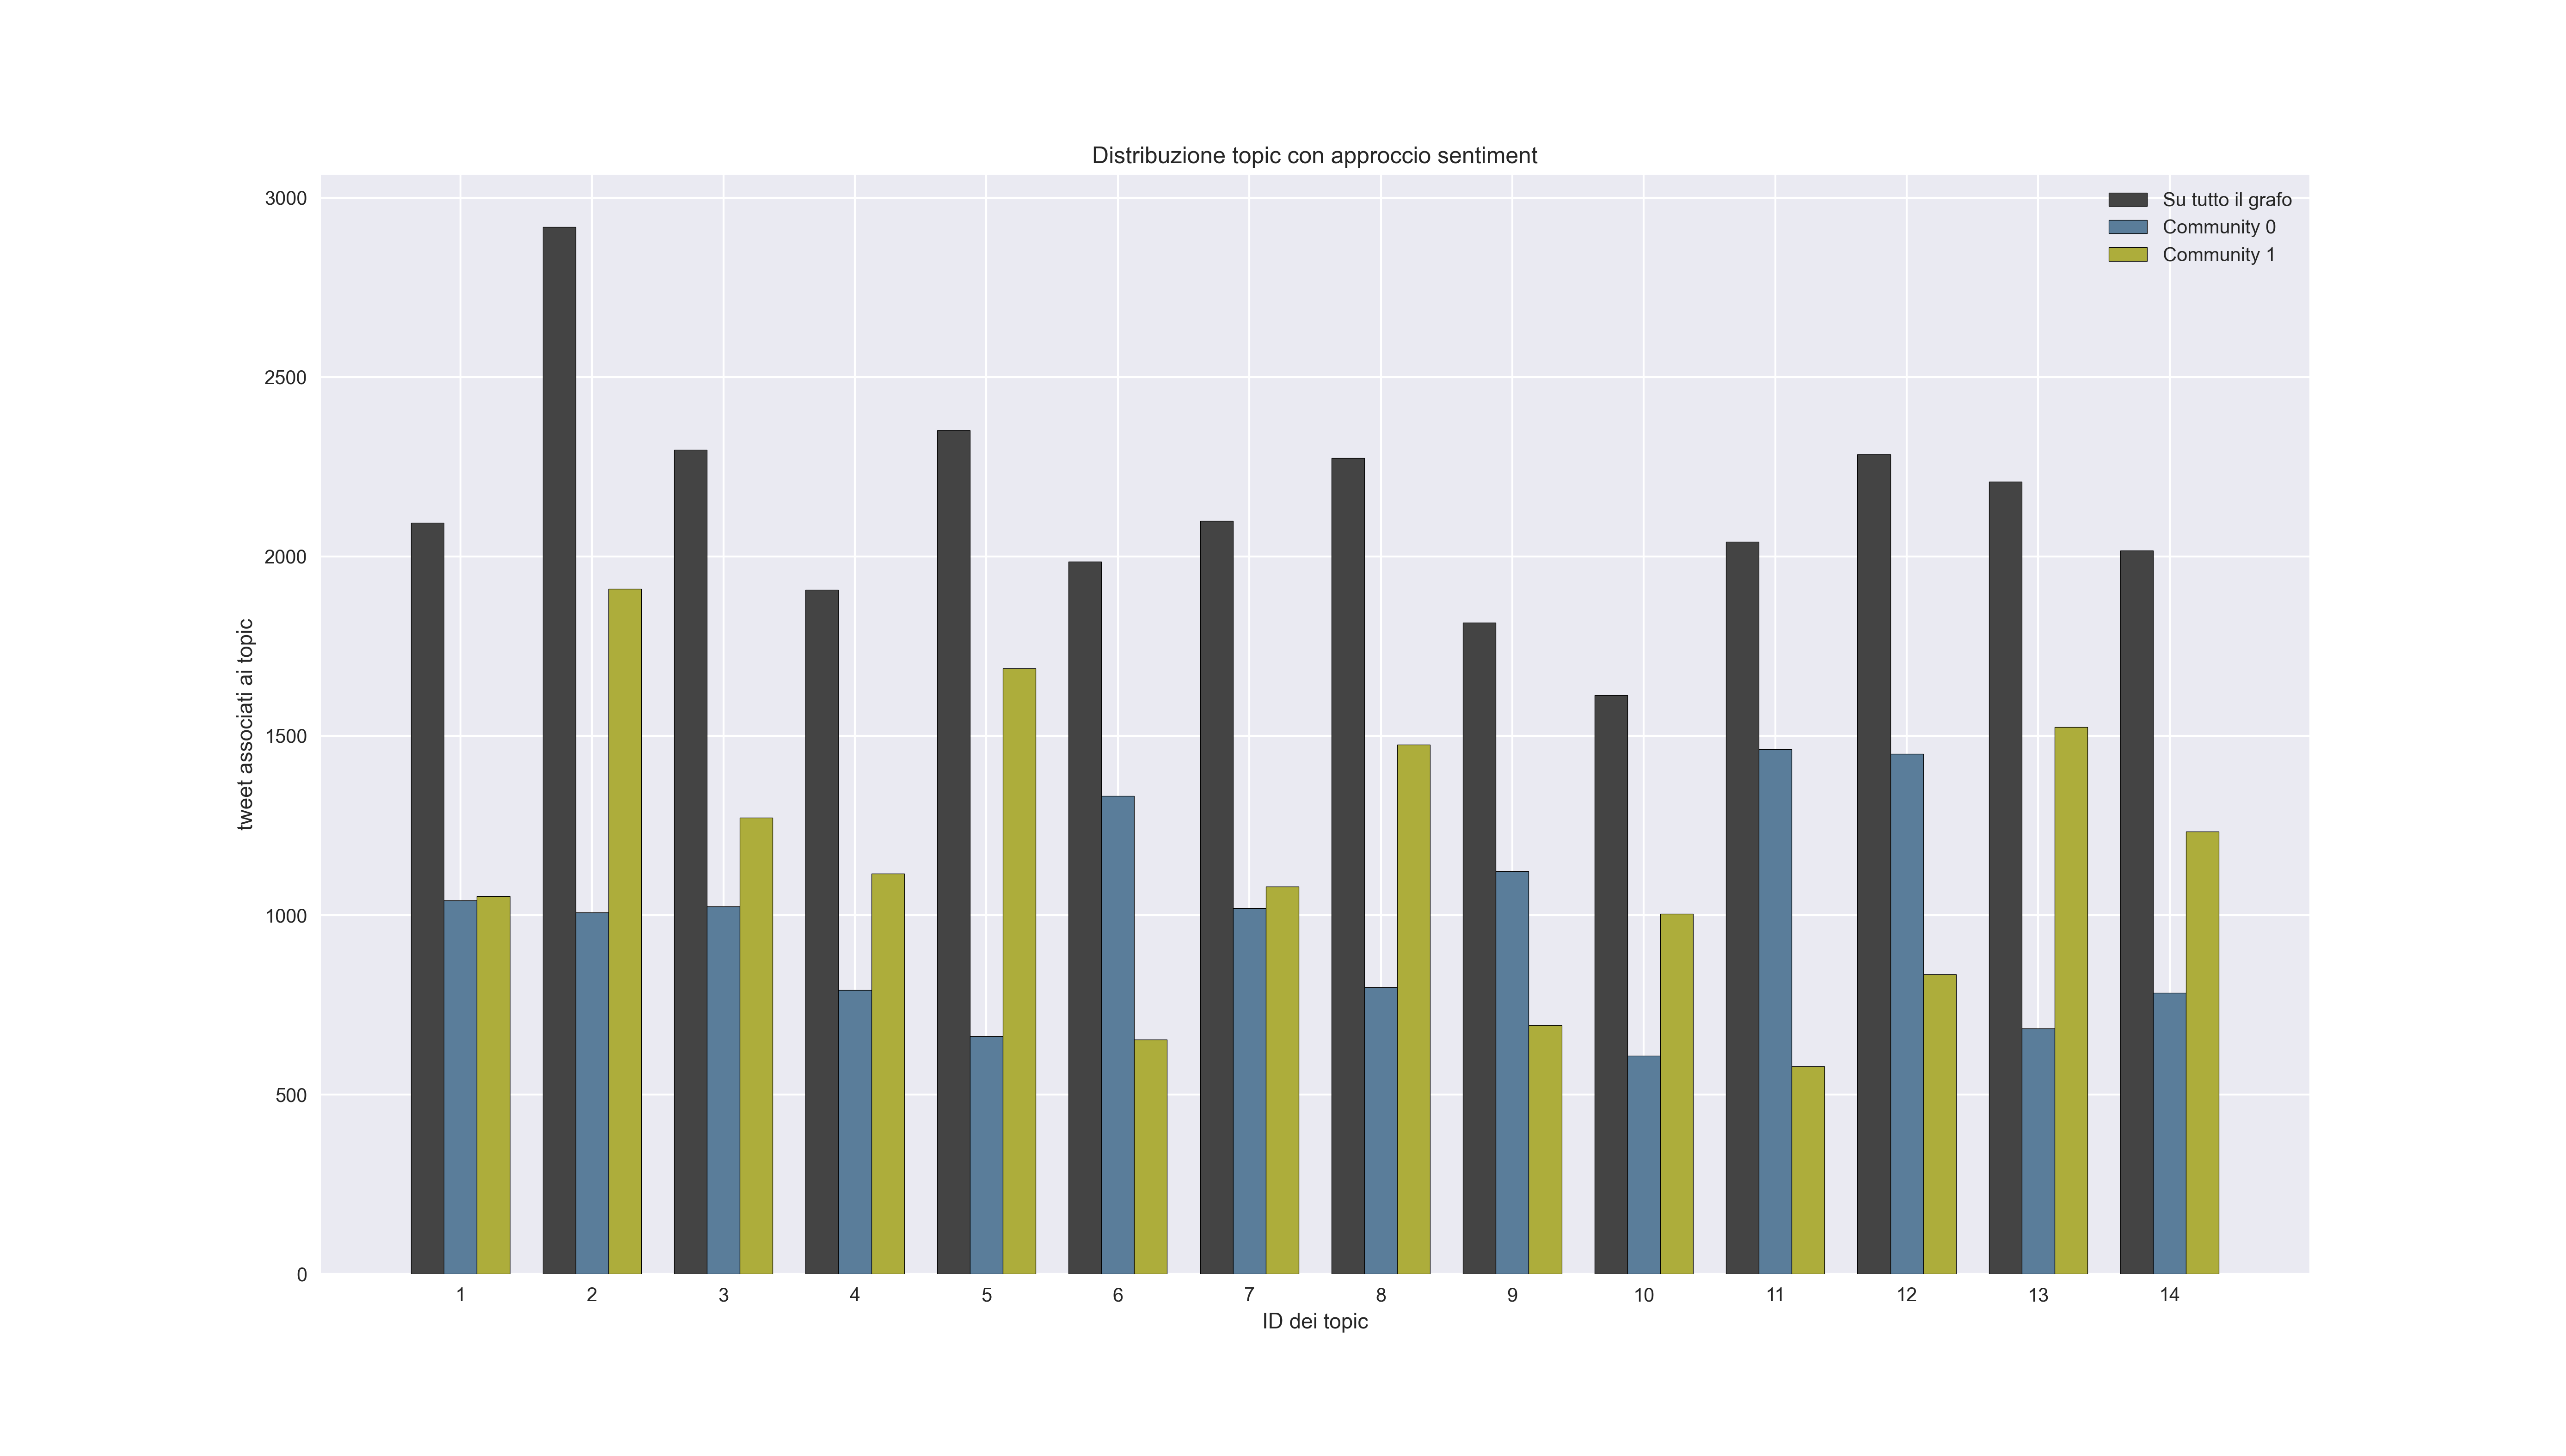 Distribuzione topic con approccio sentiment
Su tutto il grafo
Community 0
Community 1
3000
2500
2000
1500
1000
500
0
tweet associati ai topic
1 2 3 4 5 6 7 8 9 10 11 12 13 14
ID dei topic